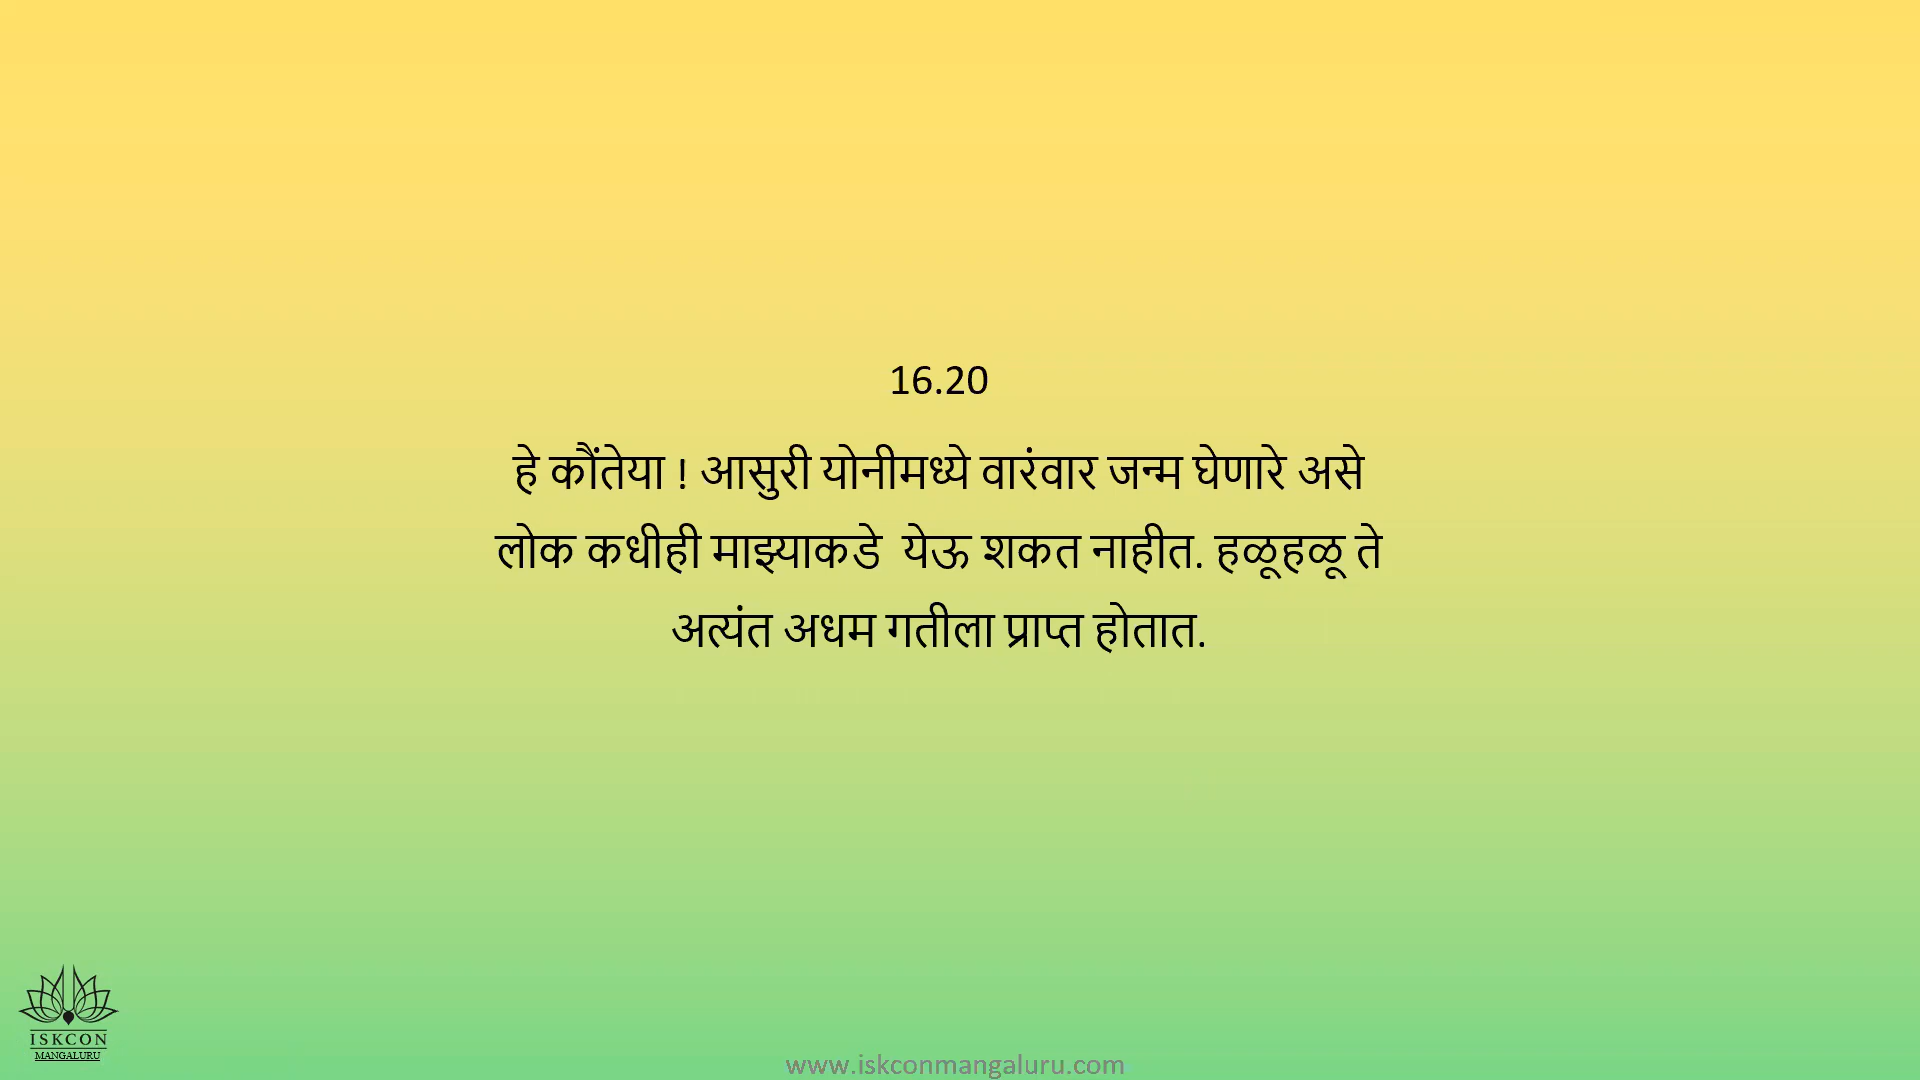 16.20
हे कौंतेया ! आसुरी योनीमध्ये वारंवार जन्म घेणारे असे
लोक कधीही माझ्याकडे  येऊ शकत नाहीत. हळूहळू ते
अत्यंत अधम गतीला प्राप्त होतात.
ISKCON
MANGALURU
www.iskconmangaluru.com